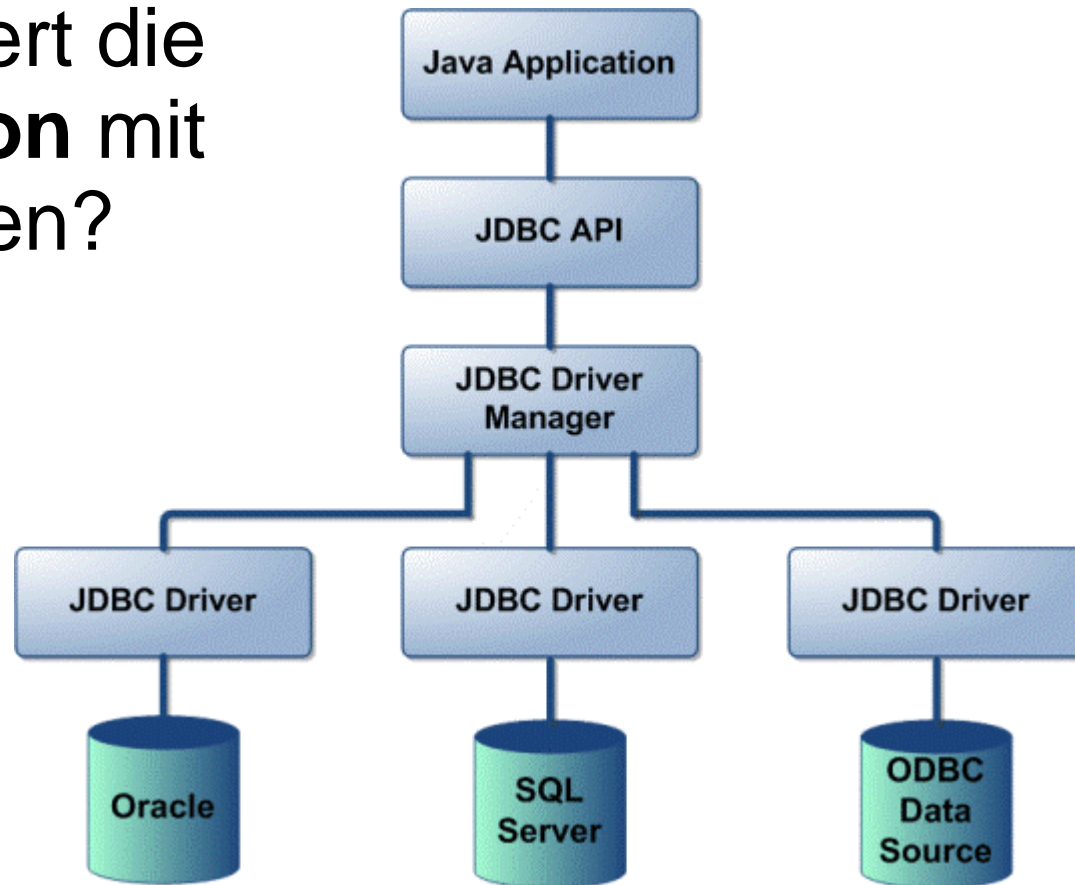 ert die
on mit
en?
Java Application
JDBC API
JDBC Driver
Manager
JDBC Driver
JDBC Driver
JDBC Driver
Oracle
SQL
Server
ODBC
Data
Source